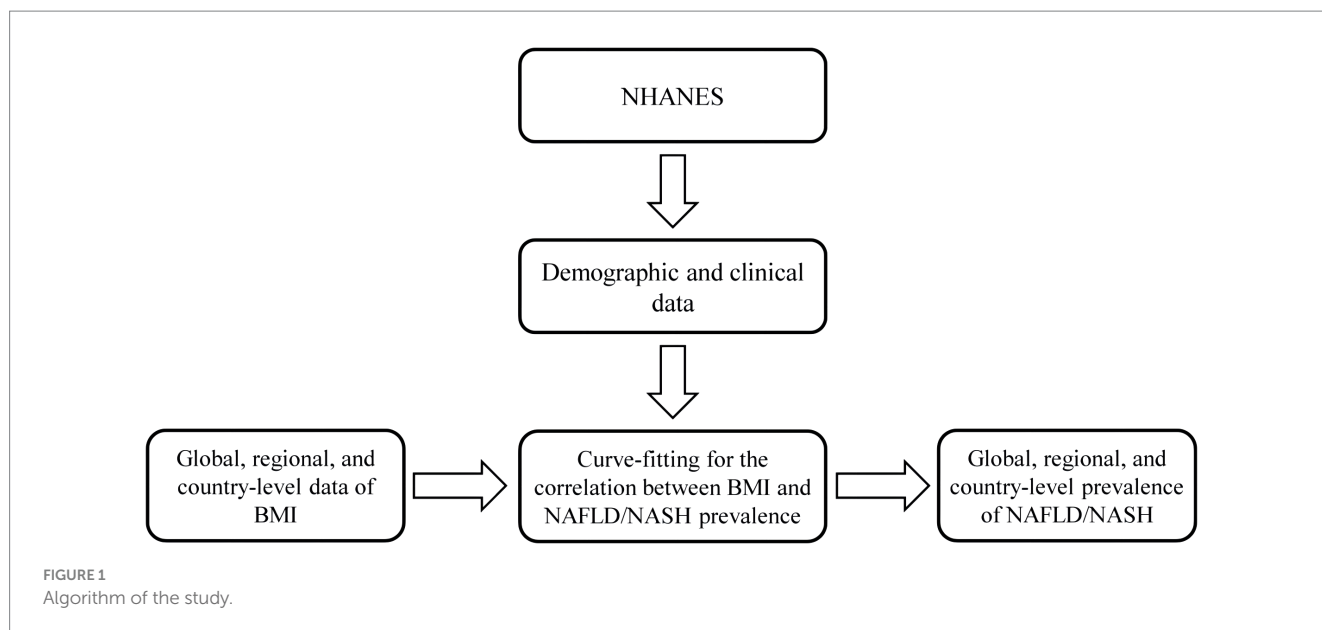 NHANES
Demographic and clinical
data
Global, regional, and
country-level data of
BMI
Curve-fitting for the
correlation between BMI and
NAFLD/NASH prevalence
Global, regional, and
country-level prevalence
of NAFLD/NASH
FIGURE 1
Algorithm of the study.